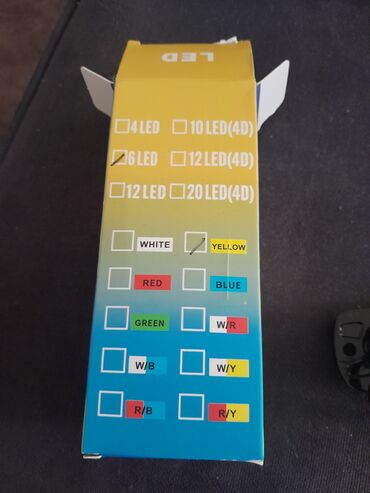 LED
4 LED 10 LED(4D)
6 LED 12 LED(4D)
12 LED 20 LED(4D)
WHITE YELLOW
RED BLUE
GREEN W/R
W/B W/Y
R/B R/Y